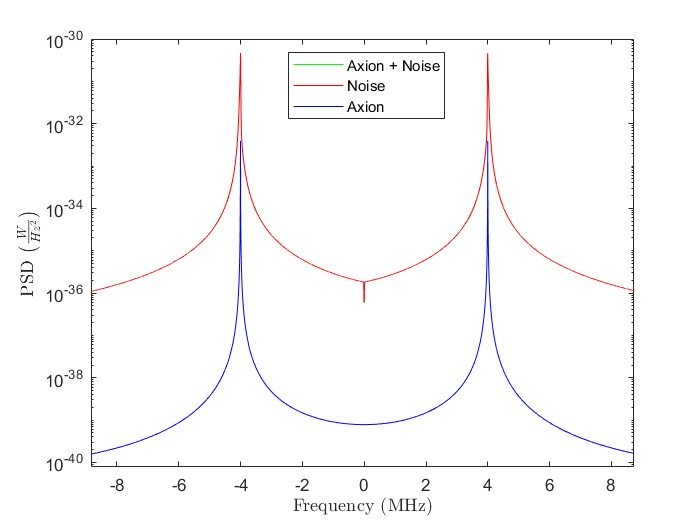 10^-30
10^-32
10^-34
10^-36
10^-38
10^-40
PSD (W/Hz²)
Axion + Noise
Noise
Axion
-8 -6 -4 -2 0 2 4 6 8
Frequency (MHz)